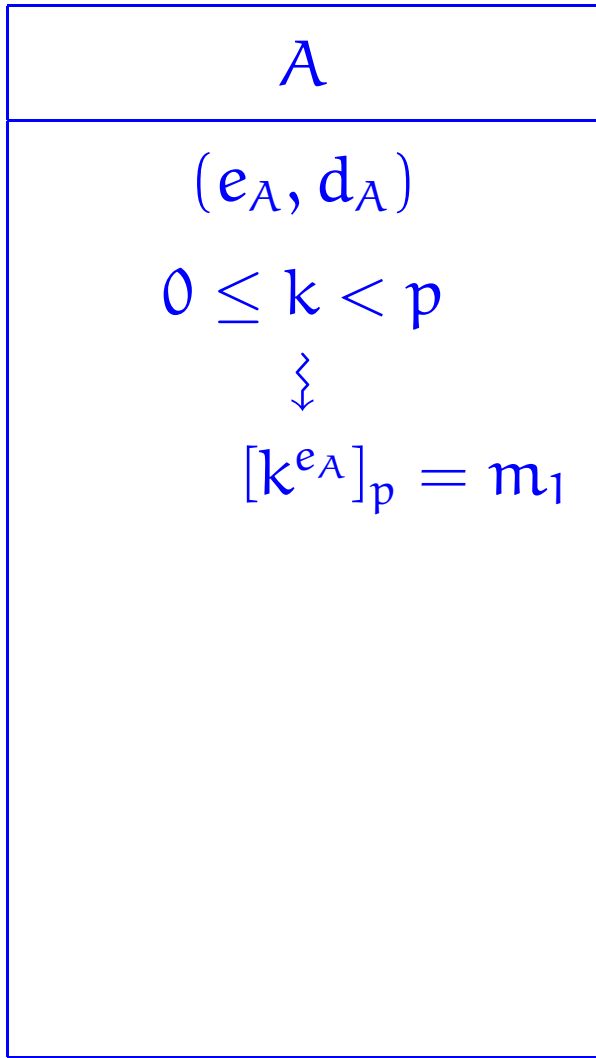 A
(e_A, d_A)
0 ≤ k < p
[k^{e_A}]_p = m_1